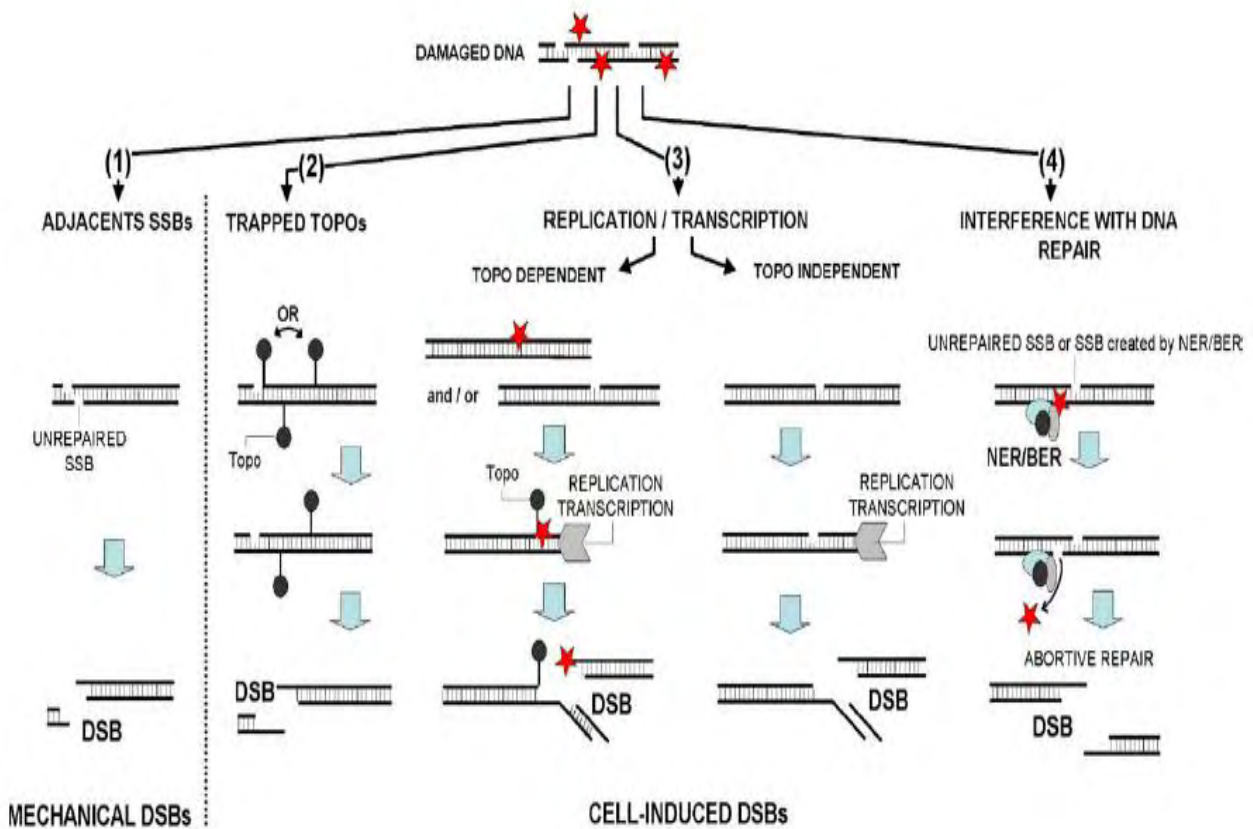 DAMAGED DNA
(1)
(2)
(3)
(4)
ADJACENTS SSBs
TRAPPED TOPOs
REPLICATION / TRANSCRIPTION
INTERFERENCE WITH DNA
REPAIR
TOPO DEPENDENT
TOPO INDEPENDENT
OR
UNREPAIRED SSB or SSB created by NER/BER
and / or
UNREPAIRED
SSB
Topo
NER/BER
Topo
REPLICATION
TRANSCRIPTION
REPLICATION
TRANSCRIPTION
ABORTIVE REPAIR
DSB
DSB
DSB
DSB
DSB
MECHANICAL DSBs
CELL-INDUCED DSBs